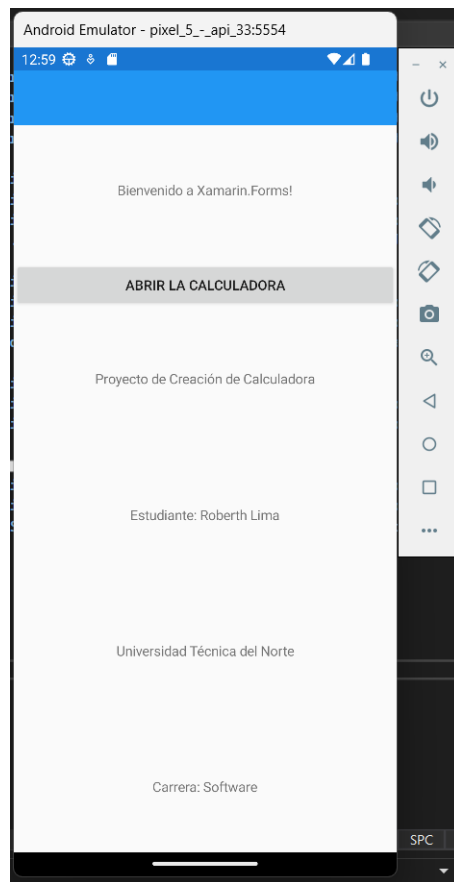 Android Emulator - pixel_5_-_api_33:5554
12:59
Bienvenido a Xamarin.Forms!
ABRIR LA CALCULADORA
Proyecto de Creación de Calculadora
Estudiante: Roberth Lima
Universidad Técnica del Norte
Carrera: Software
SPC